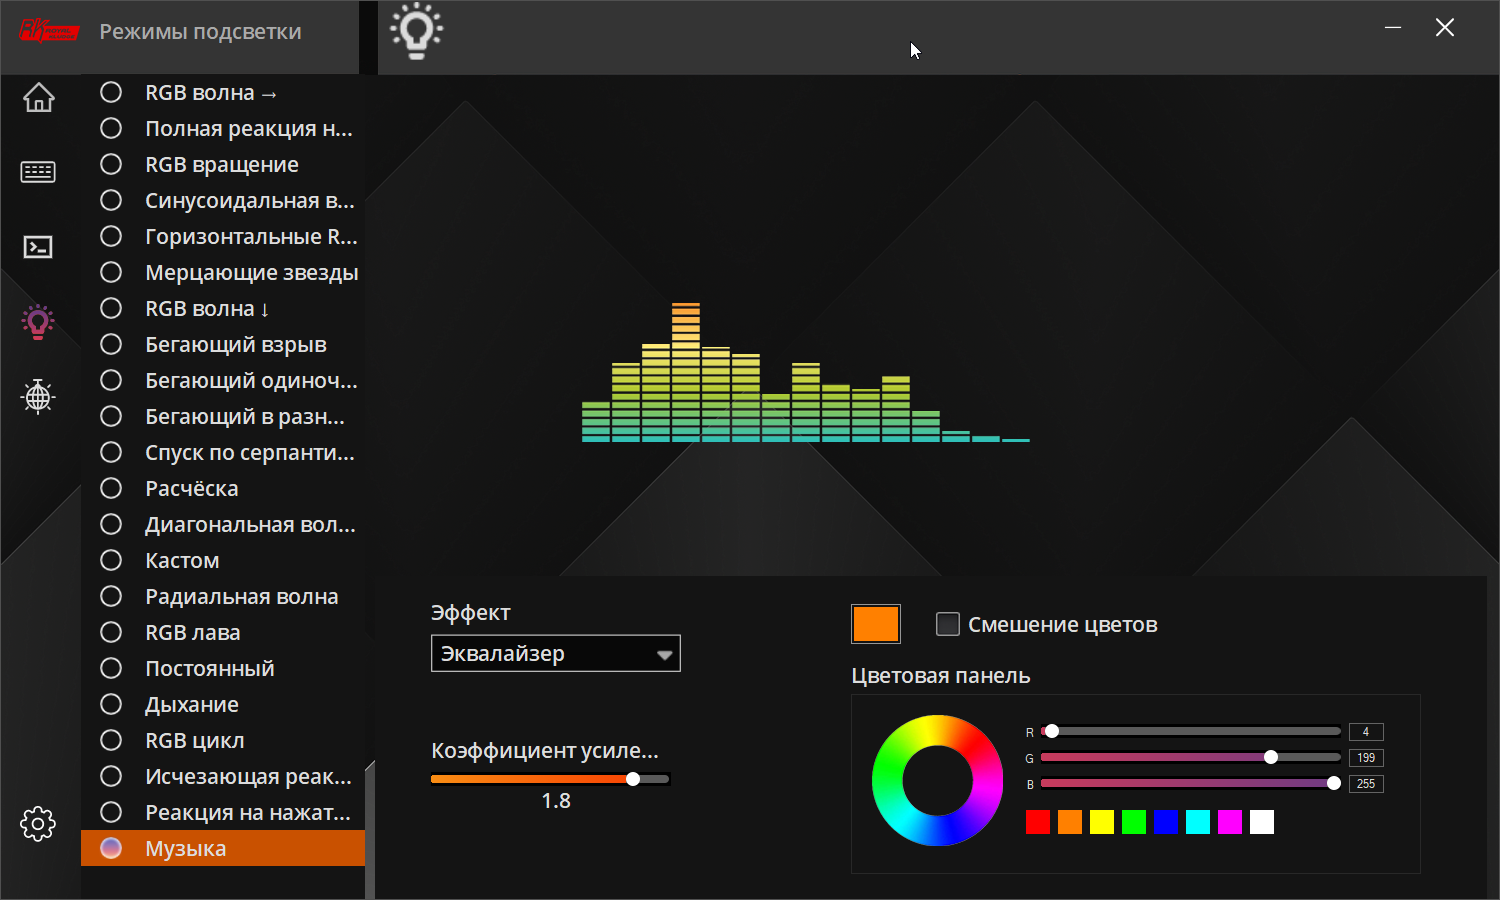 RK
Режимы подсветки
RGB волна →
Полная реакция н...
RGB вращение
Синусоидальная в...
Горизонтальные R...
Мерцающие звезды
RGB волна ↓
Бегающий взрыв
Бегающий одиноч...
Бегающий в разн...
Спуск по серпанти...
Расчёска
Диагональная вол...
Кастом
Радиальная волна
RGB лава
Постоянный
Дыхание
RGB цикл
Исчезающая реак...
Реакция на нажат...
Музыка
Эффект
Эквалайзер
Коэффициент усиле...
1.8
Смешение цветов
Цветовая панель
R 4
G 199
B 255